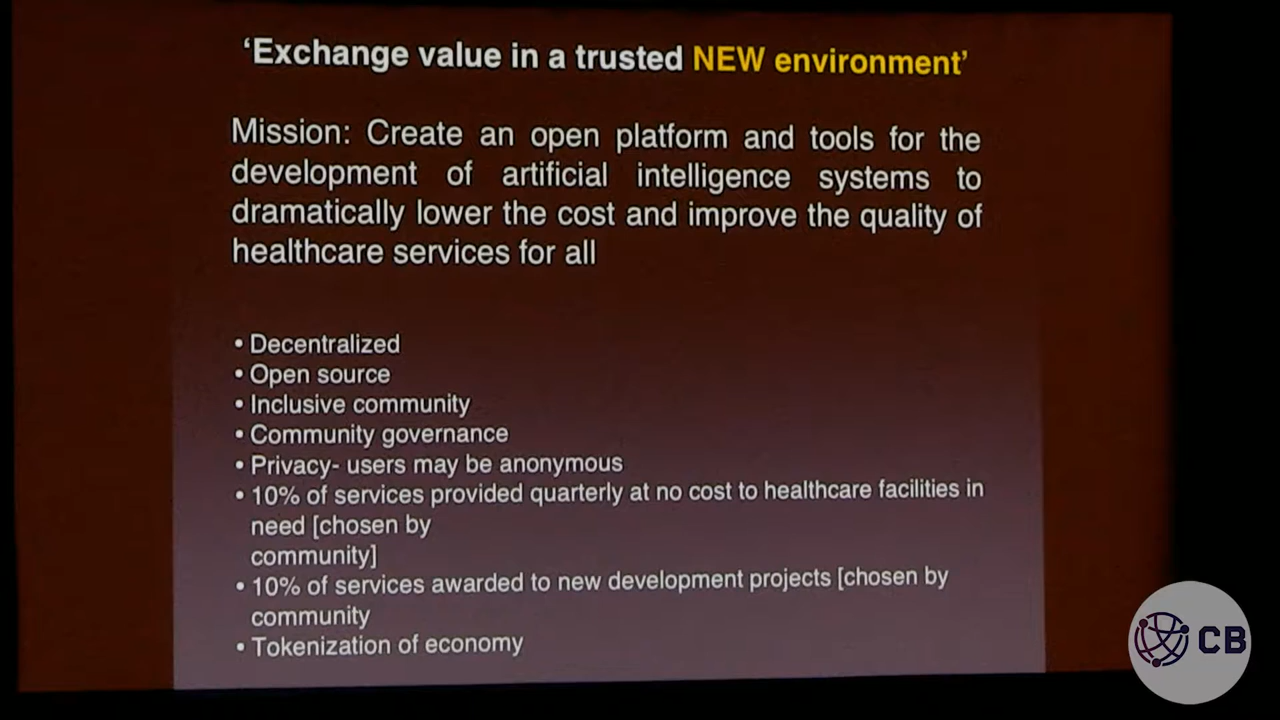 ‘Exchange value in a trusted NEW environment’
Mission: Create an open platform and tools for the
development of artificial intelligence systems to
dramatically lower the cost and improve the quality of
healthcare services for all
• Decentralized
• Open source
• Inclusive community
• Community governance
• Privacy- users may be anonymous
• 10% of services provided quarterly at no cost to healthcare facilities in
need [chosen by
community]
• 10% of services awarded to new development projects [chosen by
community
• Tokenization of economy
CB